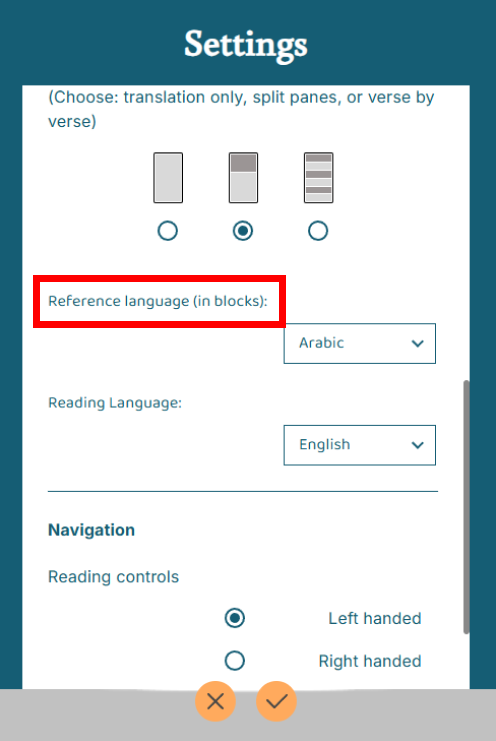 Settings
(Choose: translation only, split panes, or verse by
verse)
Reference language (in blocks):
Arabic
Reading Language:
English
Navigation
Reading controls
Left handed
Right handed